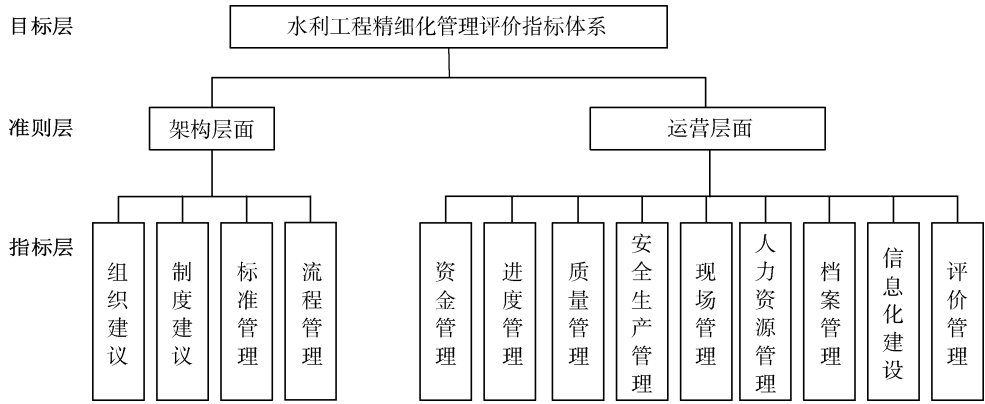 目标层
水利工程精细化管理评价指标体系
准则层
架构层面
运营层面
指标层
组织建议
制度建议
标准管理
流程管理
资金管理
进度管理
质量管理
安全生产管理
现场管理
人力资源管理
档案管理
信息化建设
评价管理